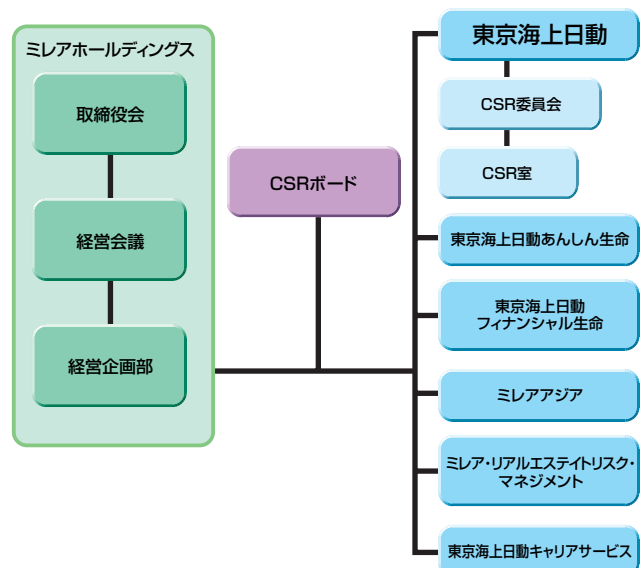 ミレアホールディングス
取締役会
経営会議
経営企画部
CSRボード
東京海上日動
CSR委員会
CSR室
東京海上日動あんしん生命
東京海上日動
フィナンシャル生命
ミレアアジア
ミレア・リアルエステイトリスク・
マネジメント
東京海上日動キャリアサービス